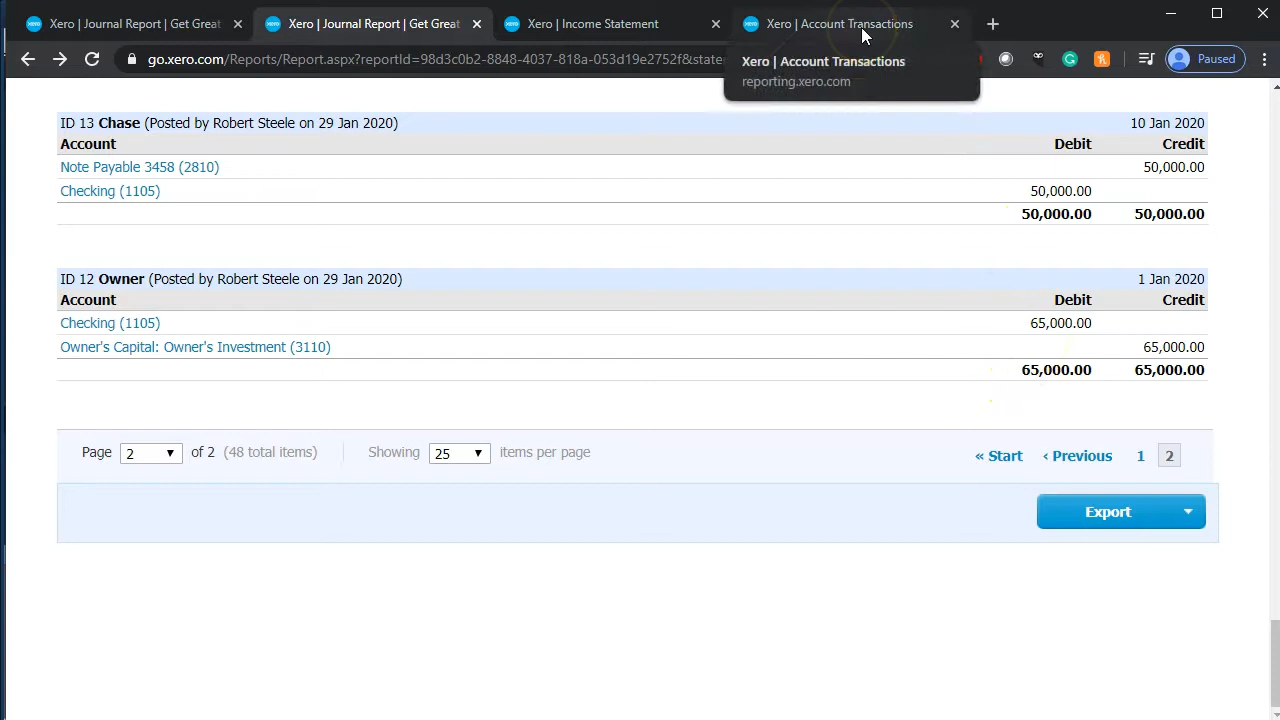 Xero | Journal Report | Get Great
Xero | Journal Report | Get Great
Xero | Income Statement
Xero | Account Transactions
go.xero.com/Reports/Report.aspx?reportId=98d3c0b2-8848-4037-818a-053d19e2752f&state
Paused
Xero | Account Transactions
reporting.xero.com
ID 13 Chase (Posted by Robert Steele on 29 Jan 2020) 10 Jan 2020
Account Debit Credit
Note Payable 3458 (2810) 50,000.00
Checking (1105) 50,000.00
50,000.00 50,000.00
ID 12 Owner (Posted by Robert Steele on 29 Jan 2020) 1 Jan 2020
Account Debit Credit
Checking (1105) 65,000.00
Owner's Capital: Owner's Investment (3110) 65,000.00
65,000.00 65,000.00
Page 2 of 2 (48 total items) Showing 25 items per page « Start ‹ Previous 1 2
Export